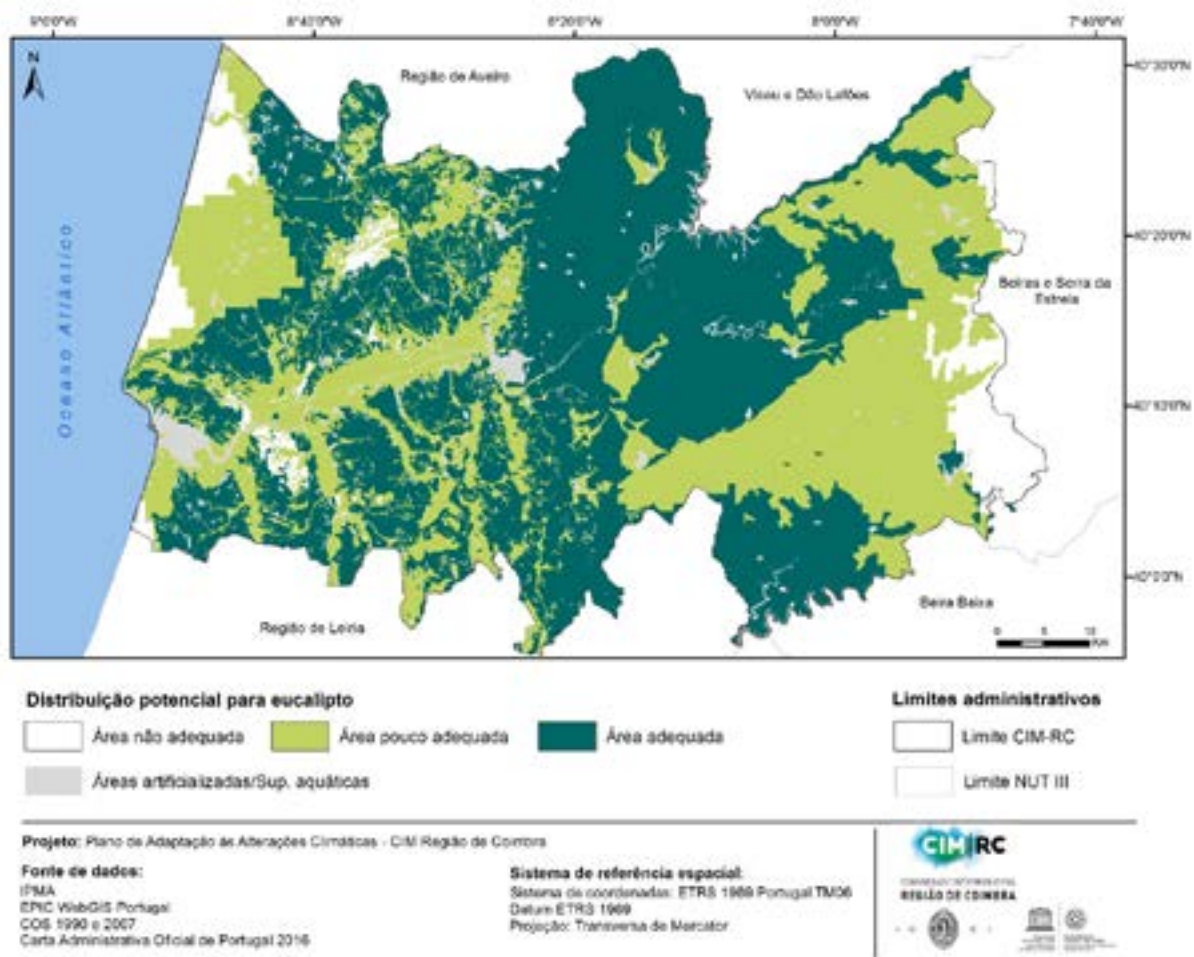 9°0'0"W 8°40'0"W 8°20'0"W 8°0'0"W 7°40'0"W
N
Região de Aveiro
Viseu e Dão Lafões
40°30'0"N
40°20'0"N
Oceano Atlântico
Beiras e Serra da
Estrela
40°10'0"N
40°0'0"N
Beira Baixa
Região de Leiria
0 5 10
Km
Distribuição potencial para eucalipto
Limites administrativos
Área não adequada
Área pouco adequada
Área adequada
Limite CIM-RC
Áreas artificializadas/Sup. aquáticas
Limite NUT III
Projeto: Plano de Adaptação às Alterações Climáticas - CIM Região de Coimbra
Fonte de dados:
IPMA
EPIC WebGIS Portugal
COS 1990 e 2007
Carta Administrativa Oficial de Portugal 2016
Sistema de referência espacial:
Sistema de coordenadas: ETRS 1989 Portugal TM06
Datum ETRS 1989
Projeção: Transversa de Mercator
CIM RC
REGIÃO DE COIMBRA